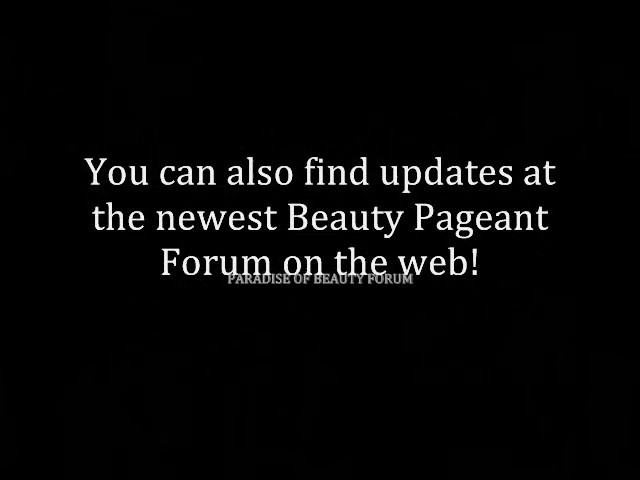 You can also find updates at
the newest Beauty Pageant
Forum on the web!
PARADISE OF BEAUTY FORUM